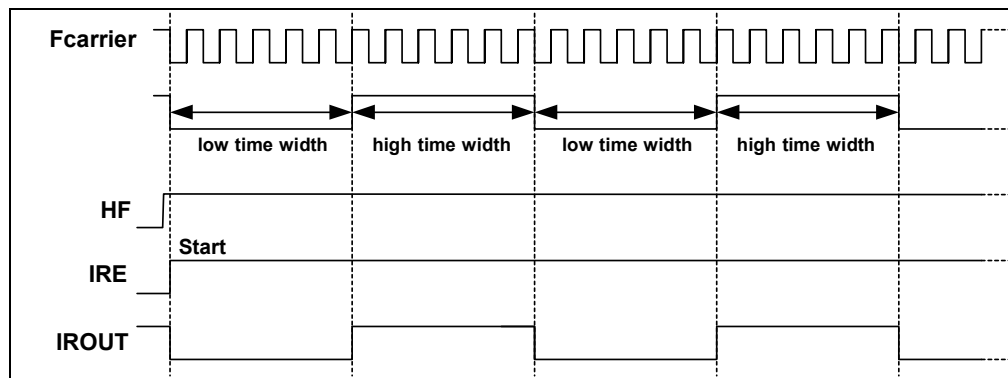 Fcarrier
low time width high time width low time width high time width
HF
Start
IRE
IROUT